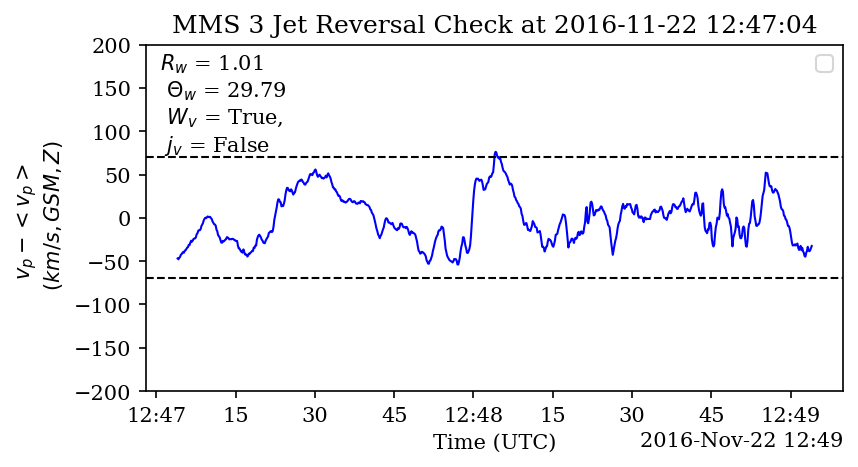 MMS 3 Jet Reversal Check at 2016-11-22 12:47:04
200
150
100
50
0
−50
−100
−150
−200
v_p − < v_p >
(km/s, GSM, Z)
R_w = 1.01
Θ_w = 29.79
W_v = True,
j_v = False
12:47 15 30 45 12:48 15 30 45 12:49
Time (UTC)
2016-Nov-22 12:49